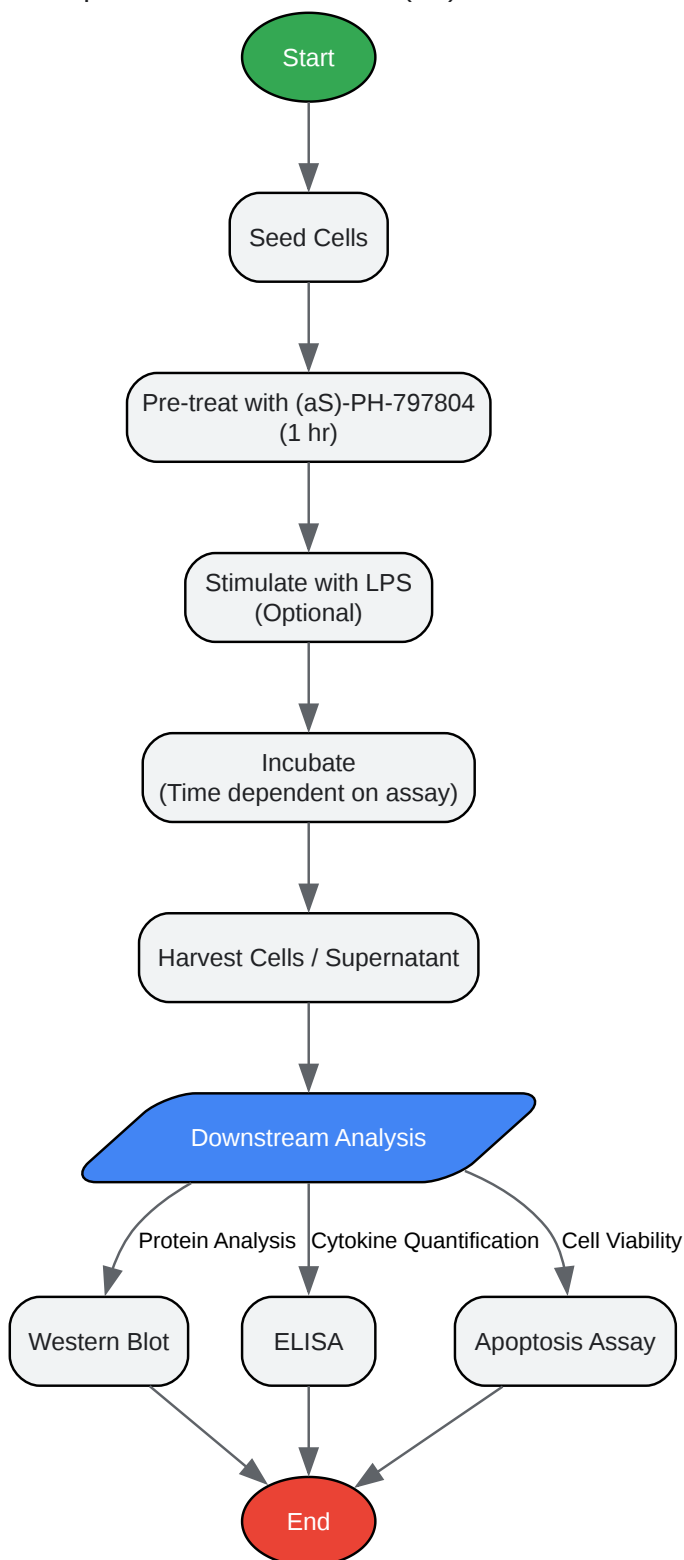 Start
Seed Cells
Pre-treat with (aS)-PH-797804
(1 hr)
Stimulate with LPS
(Optional)
Incubate
(Time dependent on assay)
Harvest Cells / Supernatant
Downstream Analysis
Protein Analysis
Cytokine Quantification
Cell Viability
Western Blot
ELISA
Apoptosis Assay
End